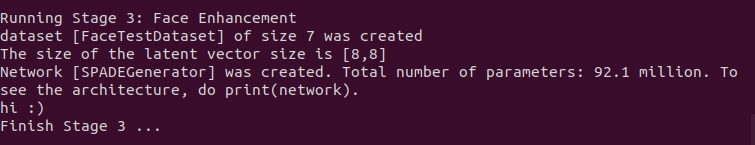 Running Stage 3: Face Enhancement
dataset [FaceTestDataset] of size 7 was created
The size of the latent vector size is [8,8]
Network [SPADEGenerator] was created. Total number of parameters: 92.1 million. To
see the architecture, do print(network).
hi :)
Finish Stage 3 ...